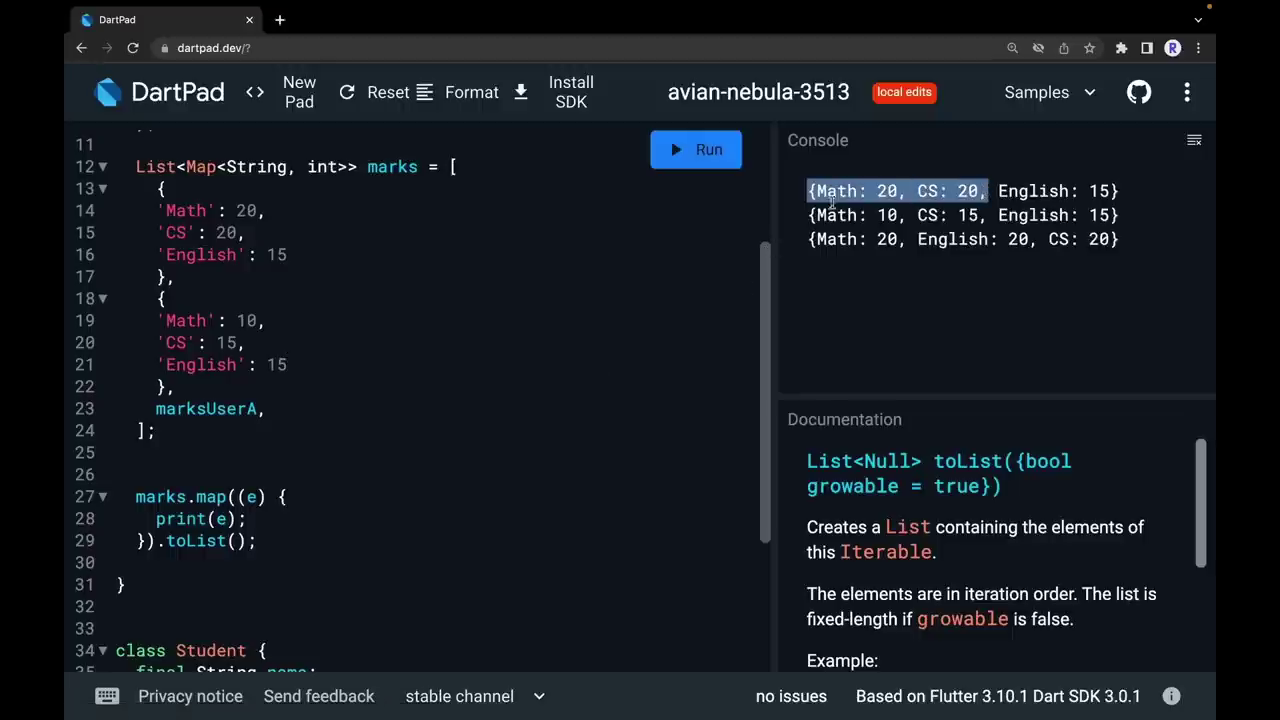 DartPad
dartpad.dev/?
R
DartPad
New Pad
Reset
Format
Install SDK
avian-nebula-3513
local edits
Samples
11
12 List<Map<String, int>> marks = [
13 {
14 'Math': 20,
15 'CS': 20,
16 'English': 15
17 },
18 {
19 'Math': 10,
20 'CS': 15,
21 'English': 15
22 },
23 marksUserA,
24 ];
25
26
27 marks.map((e) {
28 print(e);
29 }).toList();
30
31 }
32
33
34 class Student {
35 final String name;
Run
Console
{Math: 20, CS: 20, English: 15}
{Math: 10, CS: 15, English: 15}
{Math: 20, English: 20, CS: 20}
Documentation
List<Null> toList({bool
growable = true})
Creates a List containing the elements of
this Iterable.
The elements are in iteration order. The list is
fixed-length if growable is false.
Example:
Privacy notice
Send feedback
stable channel
no issues
Based on Flutter 3.10.1 Dart SDK 3.0.1